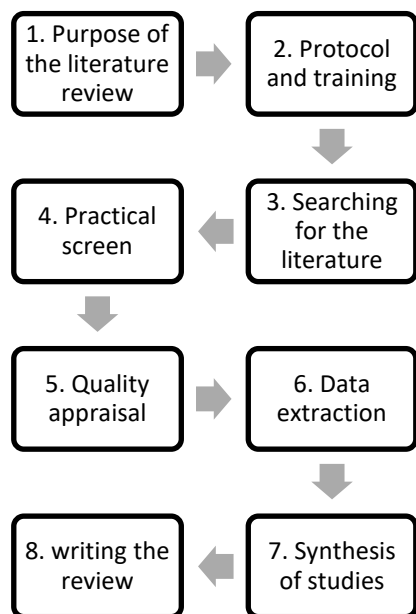 1. Purpose of
the literature
review
2. Protocol
and training
3. Searching
for the
literature
4. Practical
screen
5. Quality
appraisal
6. Data
extraction
7. Synthesis
of studies
8. writing the
review